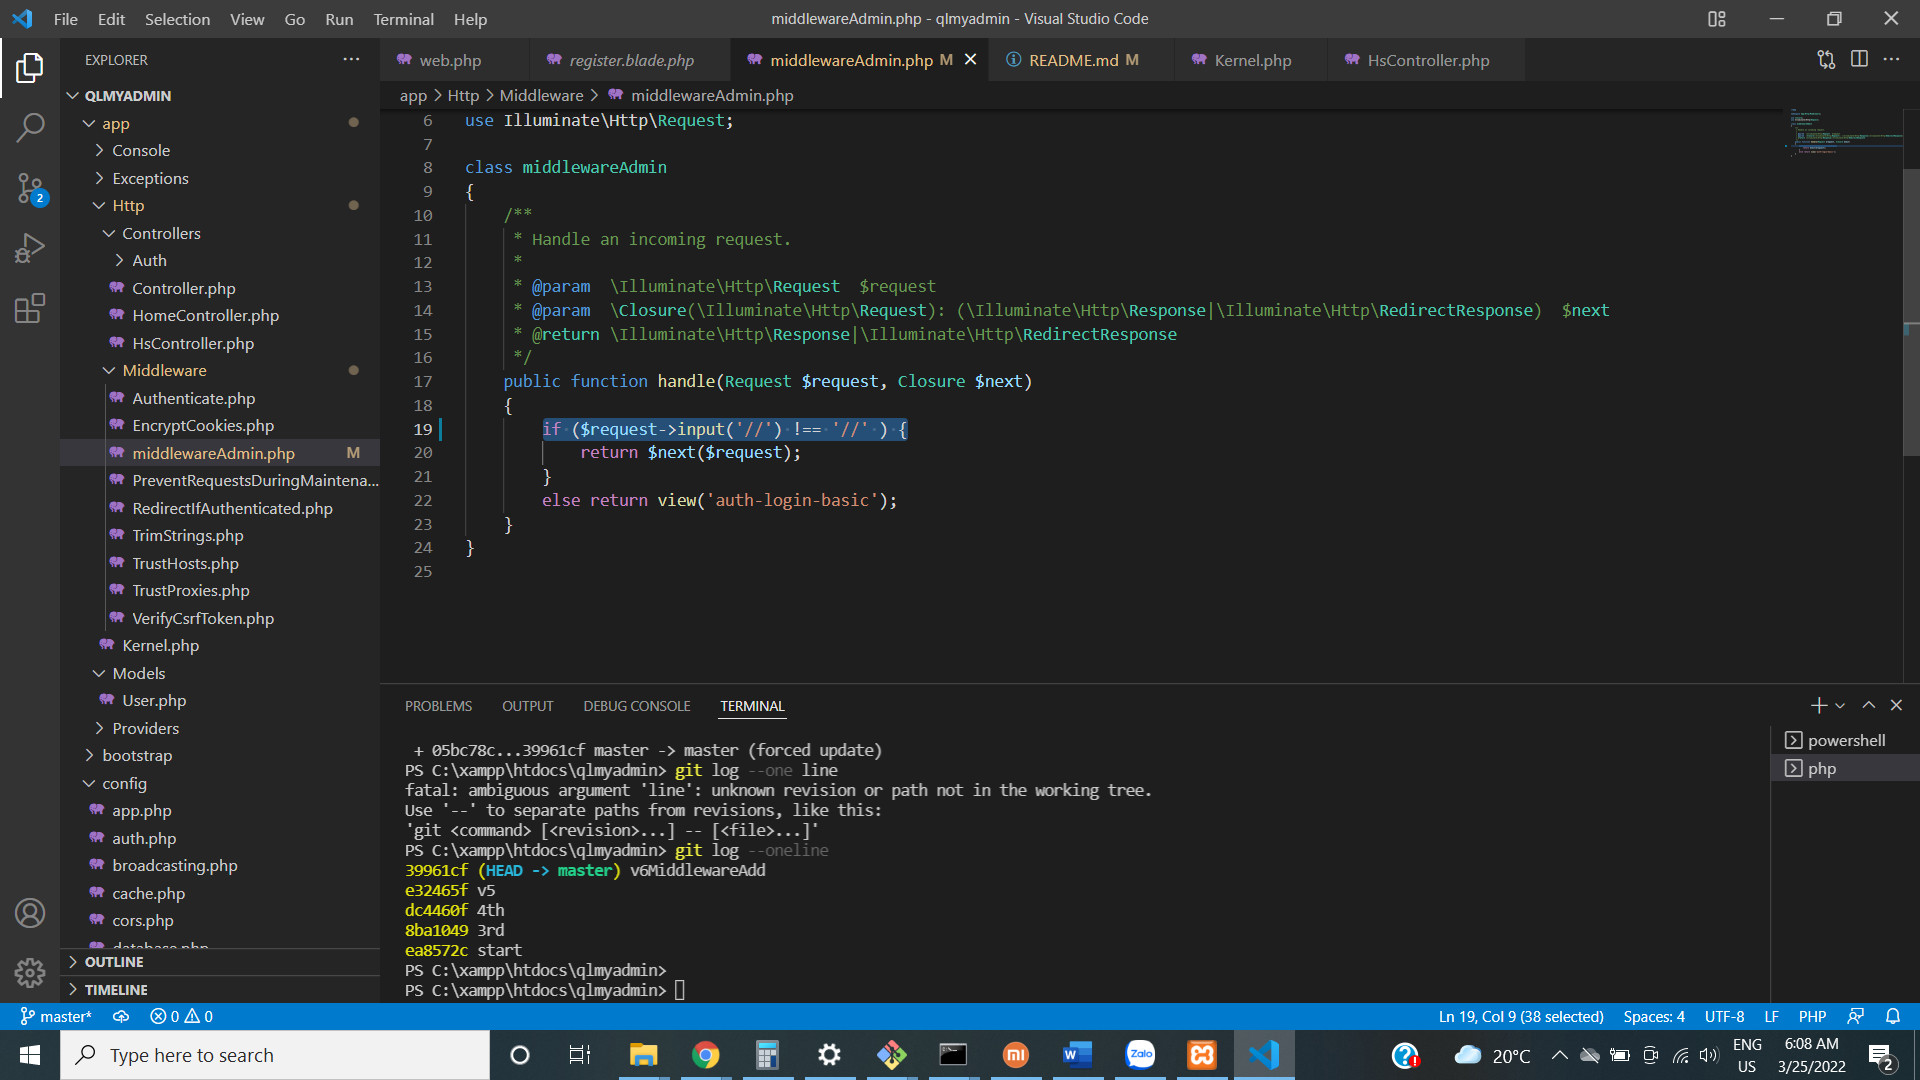 File Edit Selection View Go Run Terminal Help
middlewareAdmin.php - qlmyadmin - Visual Studio Code
EXPLORER
web.php
register.blade.php
middlewareAdmin.php M
README.md M
Kernel.php
HsController.php
app > Http > Middleware > middlewareAdmin.php
QLMYADMIN
app
Console
Exceptions
Http
Controllers
Auth
Controller.php
HomeController.php
HsController.php
Middleware
Authenticate.php
EncryptCookies.php
middlewareAdmin.php M
PreventRequestsDuringMaintena...
RedirectIfAuthenticated.php
TrimStrings.php
TrustHosts.php
TrustProxies.php
VerifyCsrfToken.php
Kernel.php
Models
User.php
Providers
bootstrap
config
app.php
auth.php
broadcasting.php
cache.php
cors.php
database.php
OUTLINE
TIMELINE
2
6 use Illuminate\Http\Request;
7
8 class middlewareAdmin
9 {
10 /**
11 * Handle an incoming request.
12 *
13 * @param  \Illuminate\Http\Request  $request
14 * @param  \Closure(\Illuminate\Http\Request): (\Illuminate\Http\Response|\Illuminate\Http\RedirectResponse)  $next
15 * @return \Illuminate\Http\Response|\Illuminate\Http\RedirectResponse
16 */
17 public function handle(Request $request, Closure $next)
18 {
19 if ($request->input('//') !== '//' ) {
20 return $next($request);
21 }
22 else return view('auth-login-basic');
23 }
24 }
25
PROBLEMS OUTPUT DEBUG CONSOLE TERMINAL
+ 05bc78c...39961cf master -> master (forced update)
PS C:\xampp\htdocs\qlmyadmin> git log --one line
fatal: ambiguous argument 'line': unknown revision or path not in the working tree.
Use '--' to separate paths from revisions, like this:
'git <command> [<revision>...] -- [<file>...]'
PS C:\xampp\htdocs\qlmyadmin> git log --oneline
39961cf (HEAD -> master) v6MiddlewareAdd
e32465f v5
dc4460f 4th
8ba1049 3rd
ea8572c start
PS C:\xampp\htdocs\qlmyadmin>
PS C:\xampp\htdocs\qlmyadmin>
powershell
php
master* 0 0
Ln 19, Col 9 (38 selected) Spaces: 4 UTF-8 LF PHP
Type here to search
mi
W
Zalo
20°C
ENG
US
6:08 AM
3/25/2022
2